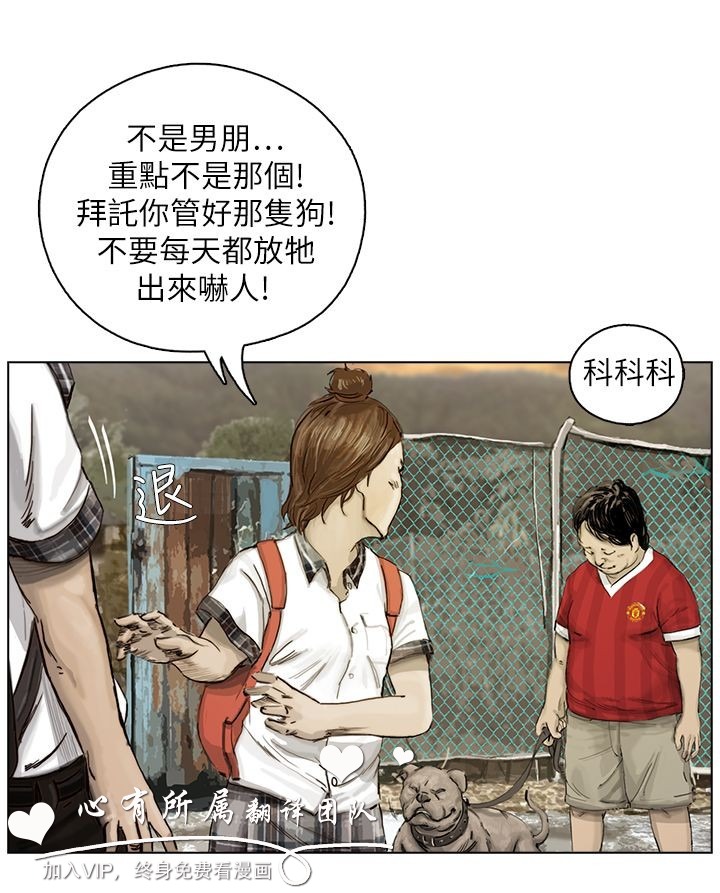 不是男朋...
重點不是那個!
拜託你管好那隻狗!
不要每天都放牠
出來嚇人!
科科科
退
心有所属翻译团队
加入VIP，终身免费看漫画